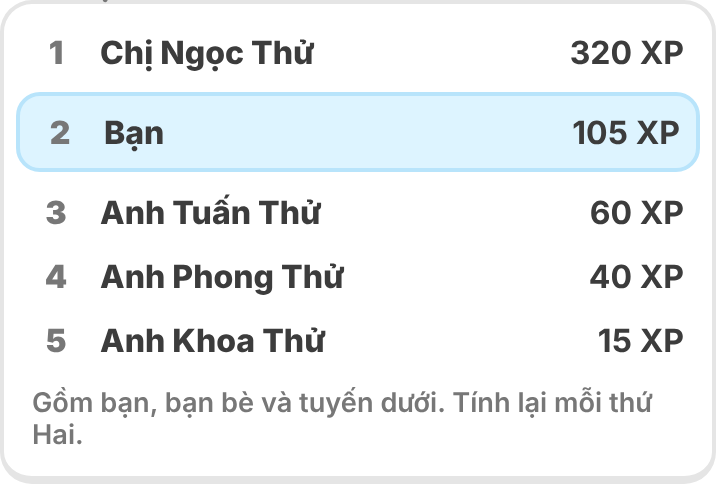 1 Chị Ngọc Thử 320 XP
2 Bạn 105 XP
3 Anh Tuấn Thử 60 XP
4 Anh Phong Thử 40 XP
5 Anh Khoa Thử 15 XP
Gồm bạn, bạn bè và tuyến dưới. Tính lại mỗi thứ
Hai.